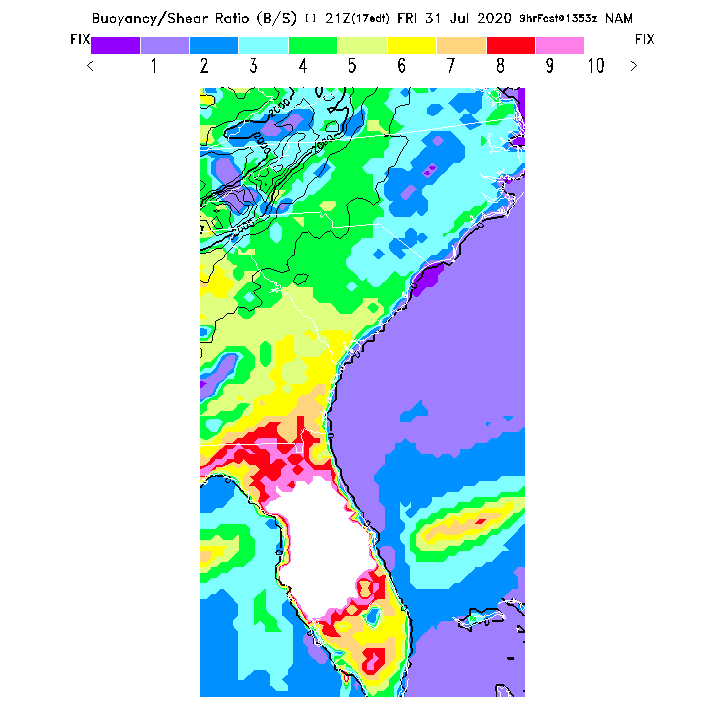 Buoyancy/Shear Ratio (B/S) [] 21Z(17edt) FRI 31 Jul 2020 9hrFcst@1353z NAM
FIX FIX
< 1 2 3 4 5 6 7 8 9 10 >
2000